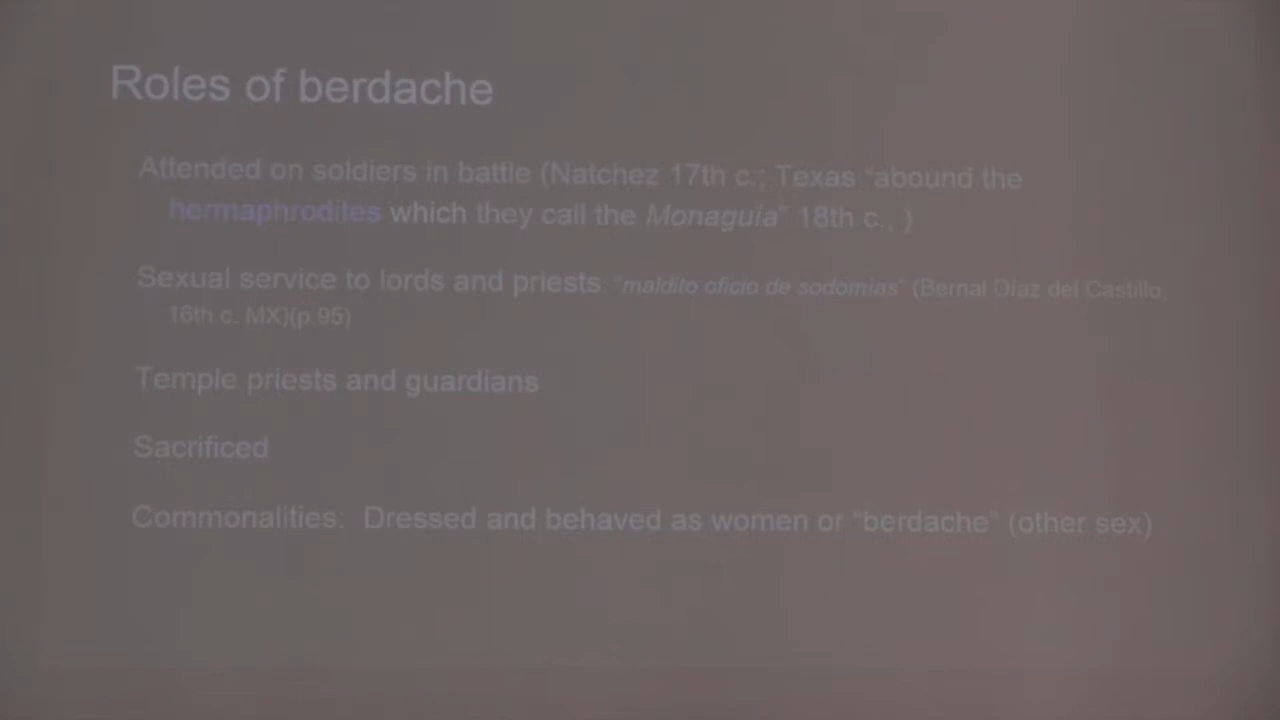 Roles of berdache
Attended on soldiers in battle (Natchez 17th c.; Texas “abound the
hermaphrodites which they call the Monaguia” 18th c., )
Sexual service to lords and priests “maldito oficio de sodomias” (Bernal Díaz del Castillo,
16th c. MX)(p.95)
Temple priests and guardians
Sacrificed
Commonalities: Dressed and behaved as women or “berdache” (other sex)